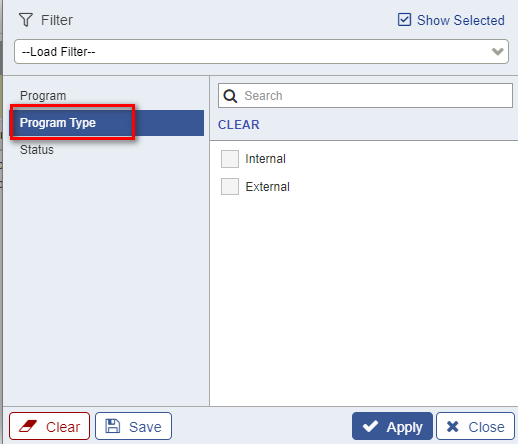 Filter
Show Selected
--Load Filter--
Program
Program Type
Status
Search
CLEAR
Internal
External
Clear
Save
Apply
Close